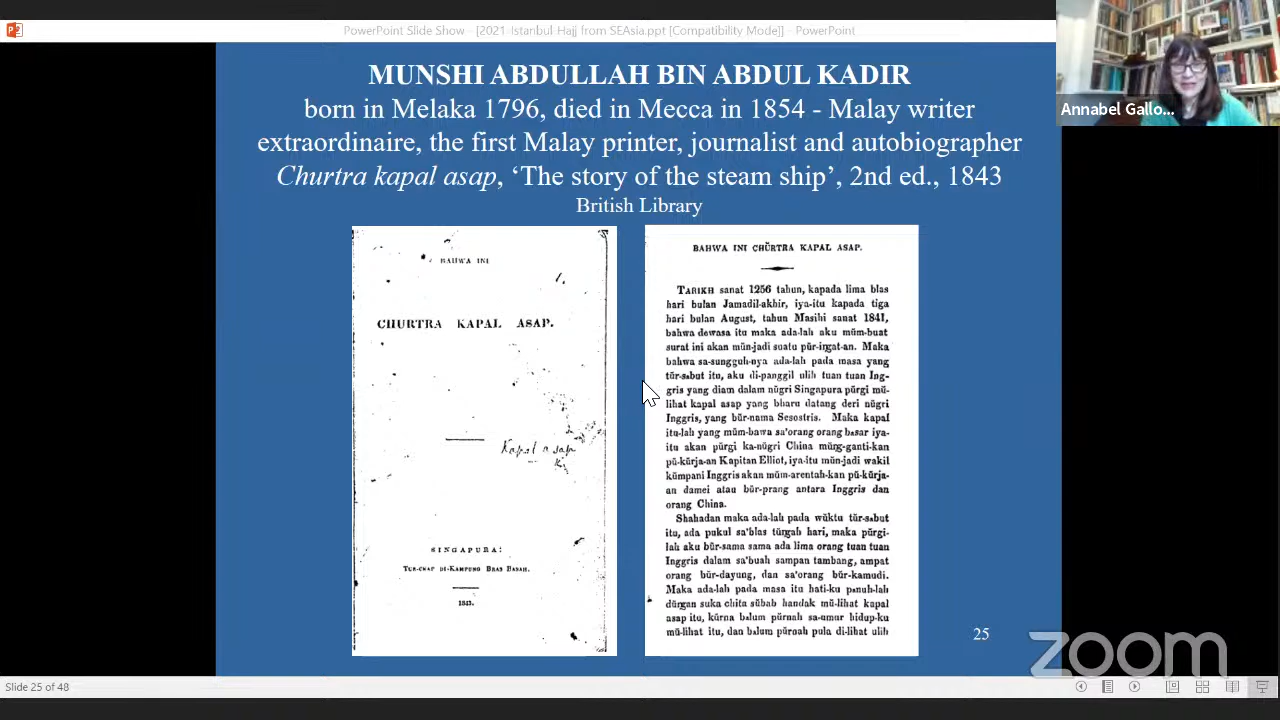 PowerPoint Slide Show - [2021 Istanbul Hajj from SEAsia.ppt [Compatibility Mode]] - PowerPoint
Annabel Gallo...
MUNSHI ABDULLAH BIN ABDUL KADIR
born in Melaka 1796, died in Mecca in 1854 - Malay writer
extraordinaire, the first Malay printer, journalist and autobiographer
Churtra kapal asap, ‘The story of the steam ship’, 2nd ed., 1843
British Library
BAHWA INI
1.
CHURTRA KAPAL ASAP.
Kapal asap
SINGAPURA:
TUR-CHAP DI-KAMPUNG BRAS BASAH.
1843.
BAHWA INI CHŬRTRA KAPAL ASAP.
TARIKH sanat 1256 tahun, kapada lima blas
hari bulan Jamadil-akhir, iya-itu kapada tiga
hari bulan August, tahun Masihi sanat 1841,
bahwa dewasa itu maka ada-lah aku mŭm-buat
surat ini akan mŭn-jadi suatu pŭr-ingat-an. Maka
bahwa sa-sungguh-nya ada-lah pada masa yang
tŭr-sabut itu, aku di-panggil ulih tuan tuan Ing-
gris yang diam dalam nŭgri Singapura pŭrgi mŭ-
lihat kapal asap yang bharu datang deri nŭgri
Inggris, yang bŭr-nama Sesostris. Maka kapal
itu-lah yang mŭm-bawa sa'orang orang basar iya-
itu akan pŭrgi ka-nŭgri China mŭng-ganti-kan
pŭ-kŭrja-an Kapitan Elliot, iya-itu mŭn-jadi wakil
kŭmpani Inggris akan mŭm-arentah-kan pŭ-kŭrja-
an damei atau bŭr-prang antara Inggris dan
orang China.
Shahadan maka ada-lah pada wŭktu tŭr-sabut
itu, ada pukul sa'blas tŭngah hari, maka pŭrgi-
lah aku bŭr-sama sama ada lima orang tuan tuan
Inggris dalam sa'buah sampan tambang, ampat
orang bŭr-dayung, dan sa'orang bŭr-kamudi.
Maka ada-lah pada masa itu hati-ku pŭnuh-lah
dŭngan suka chita sŭbab handak mŭ-lihat kapal
asap itu, kŭrna bŭlum pŭrnah sa-umur hidup-ku
mŭ-lihat itu, dan bŭlum pŭrnah pula di-lihat ulih
25
zoom
Slide 25 of 48